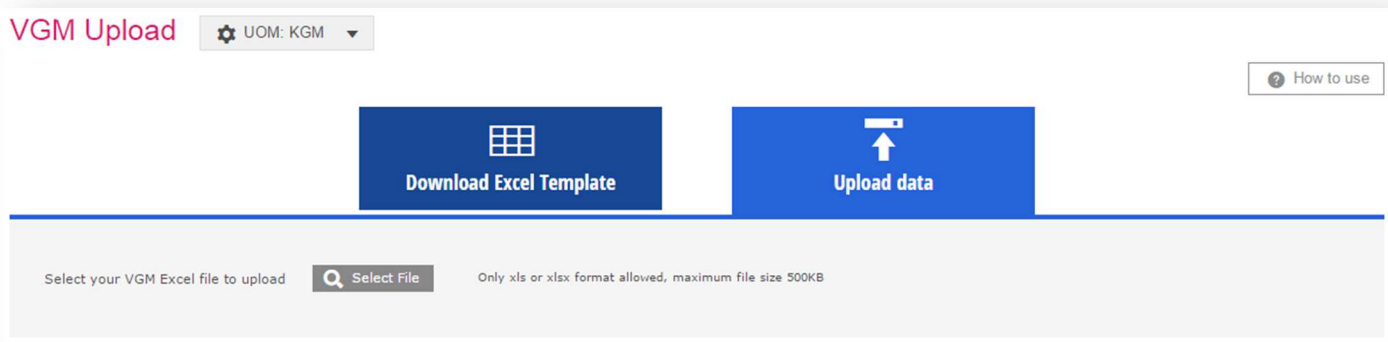 VGM Upload UOM: KGM
How to use
Download Excel Template Upload data
Select your VGM Excel file to upload Select File Only xls or xlsx format allowed, maximum file size 500KB